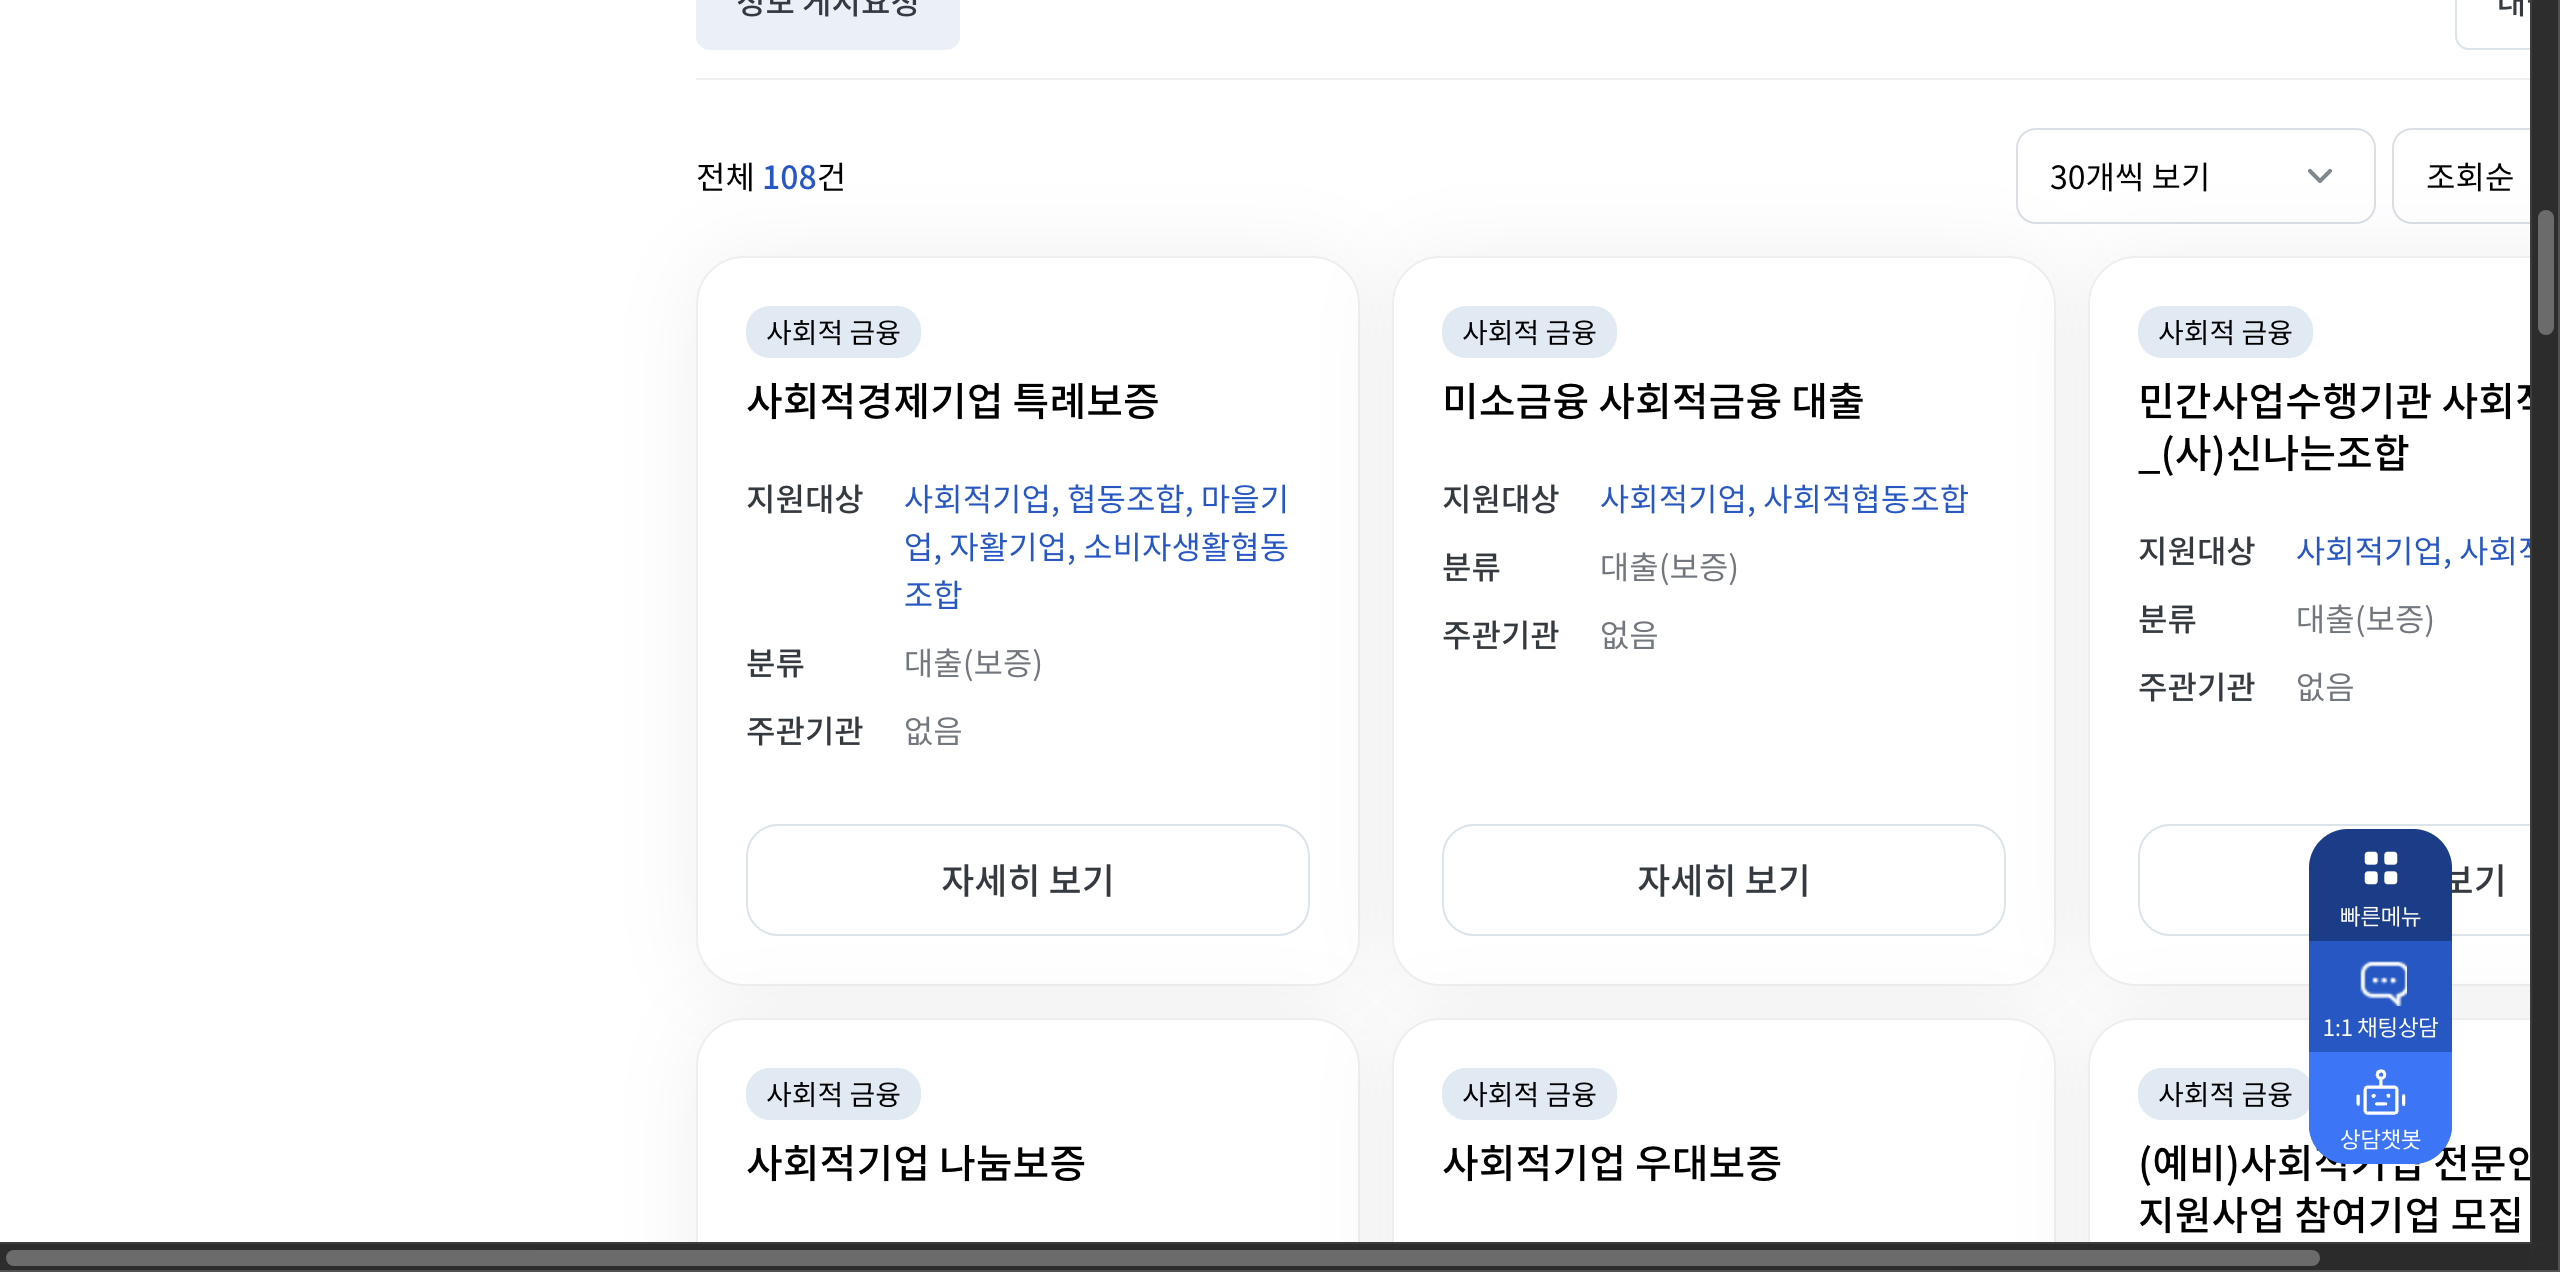 정보 게시요청
전체 108건
30개씩 보기
조회순
사회적 금융
사회적경제기업 특례보증
지원대상 사회적기업, 협동조합, 마을기
업, 자활기업, 소비자생활협동
조합
분류 대출(보증)
주관기관 없음
자세히 보기
사회적 금융
미소금융 사회적금융 대출
지원대상 사회적기업, 사회적협동조합
분류 대출(보증)
주관기관 없음
자세히 보기
사회적 금융
민간사업수행기관 사회적
_(사)신나는조합
지원대상 사회적기업, 사회적
분류 대출(보증)
주관기관 없음
보기
사회적 금융
사회적기업 나눔보증
사회적 금융
사회적기업 우대보증
사회적 금융
(예비)사회적기업 전문인
지원사업 참여기업 모집
빠른메뉴
1:1 채팅상담
상담챗봇